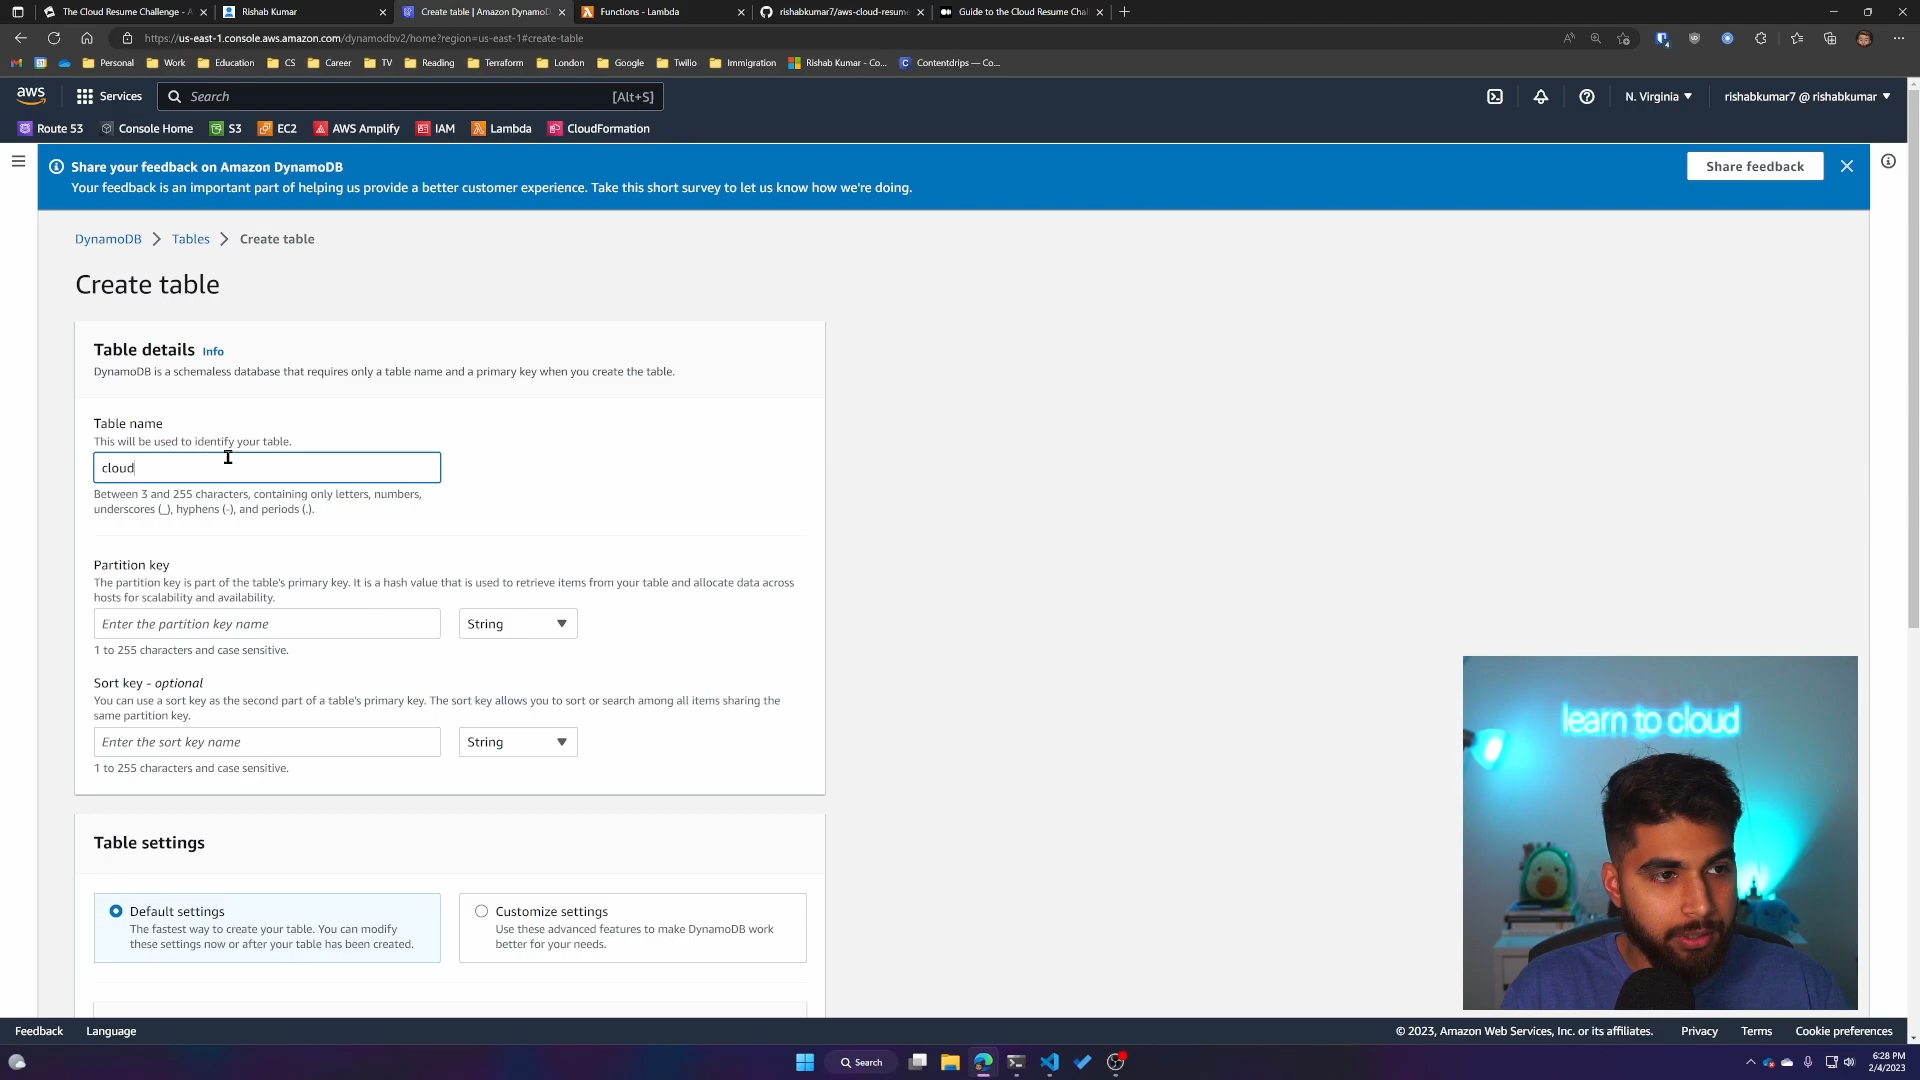 The Cloud Resume Challenge - A
Rishab Kumar
Create table | Amazon DynamoD
Functions - Lambda
rishabkumar7/aws-cloud-resume
Guide to the Cloud Resume Chal
https://us-east-1.console.aws.amazon.com/dynamodbv2/home?region=us-east-1#create-table
Personal
Work
Education
CS
Career
TV
Reading
Terraform
London
Google
Twilio
Immigration
Rishab Kumar - Co...
Contentdrips — Co...
aws
Services
Search
[Alt+S]
N. Virginia
rishabkumar7 @ rishabkumar
Route 53
Console Home
S3
EC2
AWS Amplify
IAM
Lambda
CloudFormation
Share your feedback on Amazon DynamoDB
Your feedback is an important part of helping us provide a better customer experience. Take this short survey to let us know how we're doing.
Share feedback
DynamoDB
Tables
Create table
Create table
Table details Info
DynamoDB is a schemaless database that requires only a table name and a primary key when you create the table.
Table name
This will be used to identify your table.
cloud
Between 3 and 255 characters, containing only letters, numbers,
underscores (_), hyphens (-), and periods (.).
Partition key
The partition key is part of the table's primary key. It is a hash value that is used to retrieve items from your table and allocate data across
hosts for scalability and availability.
Enter the partition key name
String
1 to 255 characters and case sensitive.
Sort key - optional
You can use a sort key as the second part of a table's primary key. The sort key allows you to sort or search among all items sharing the
same partition key.
Enter the sort key name
String
1 to 255 characters and case sensitive.
learn to cloud
Table settings
Default settings
The fastest way to create your table. You can modify
these settings now or after your table has been created.
Customize settings
Use these advanced features to make DynamoDB work
better for your needs.
Feedback
Language
© 2023, Amazon Web Services, Inc. or its affiliates.
Privacy
Terms
Cookie preferences
Search
6:28 PM
2/4/2023